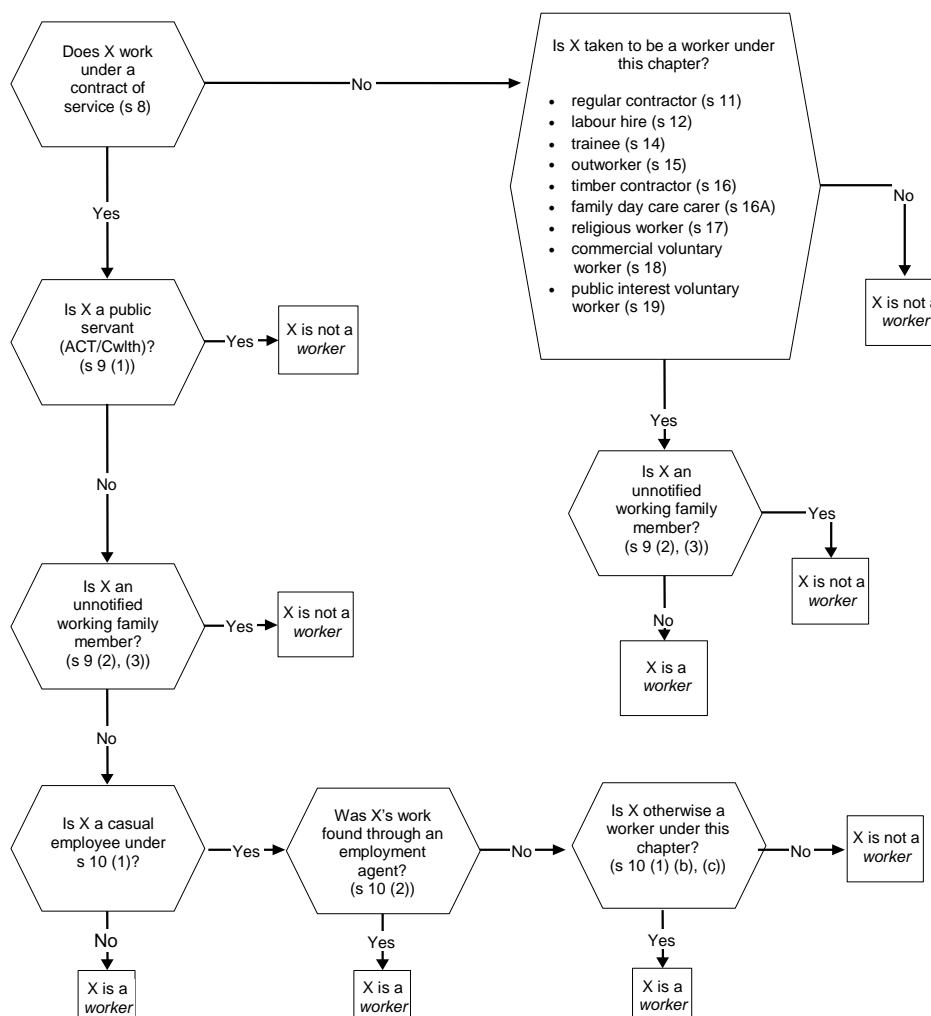 Does X work
under a
contract of
service (s 8)
No
Is X taken to be a worker under
this chapter?
• regular contractor (s 11)
• labour hire (s 12)
• trainee (s 14)
• outworker (s 15)
• timber contractor (s 16)
• family day care carer (s 16A)
• religious worker (s 17)
• commercial voluntary
worker (s 18)
• public interest voluntary
worker (s 19)
No
X is not a
worker
Yes
Is X a public
servant
(ACT/Cwlth)?
(s 9 (1))
Yes
X is not a
worker
Yes
Is X an
unnotified
working family
member?
(s 9 (2), (3))
Yes
X is not a
worker
No
X is a
worker
No
Is X an
unnotified
working family
member?
(s 9 (2), (3))
Yes
X is not a
worker
No
Is X a casual
employee under
s 10 (1)?
Yes
Was X's work
found through an
employment
agent?
(s 10 (2))
No
Is X otherwise a
worker under this
chapter?
(s 10 (1) (b), (c))
No
X is not a
worker
No
X is a
worker
Yes
X is a
worker
Yes
X is a
worker